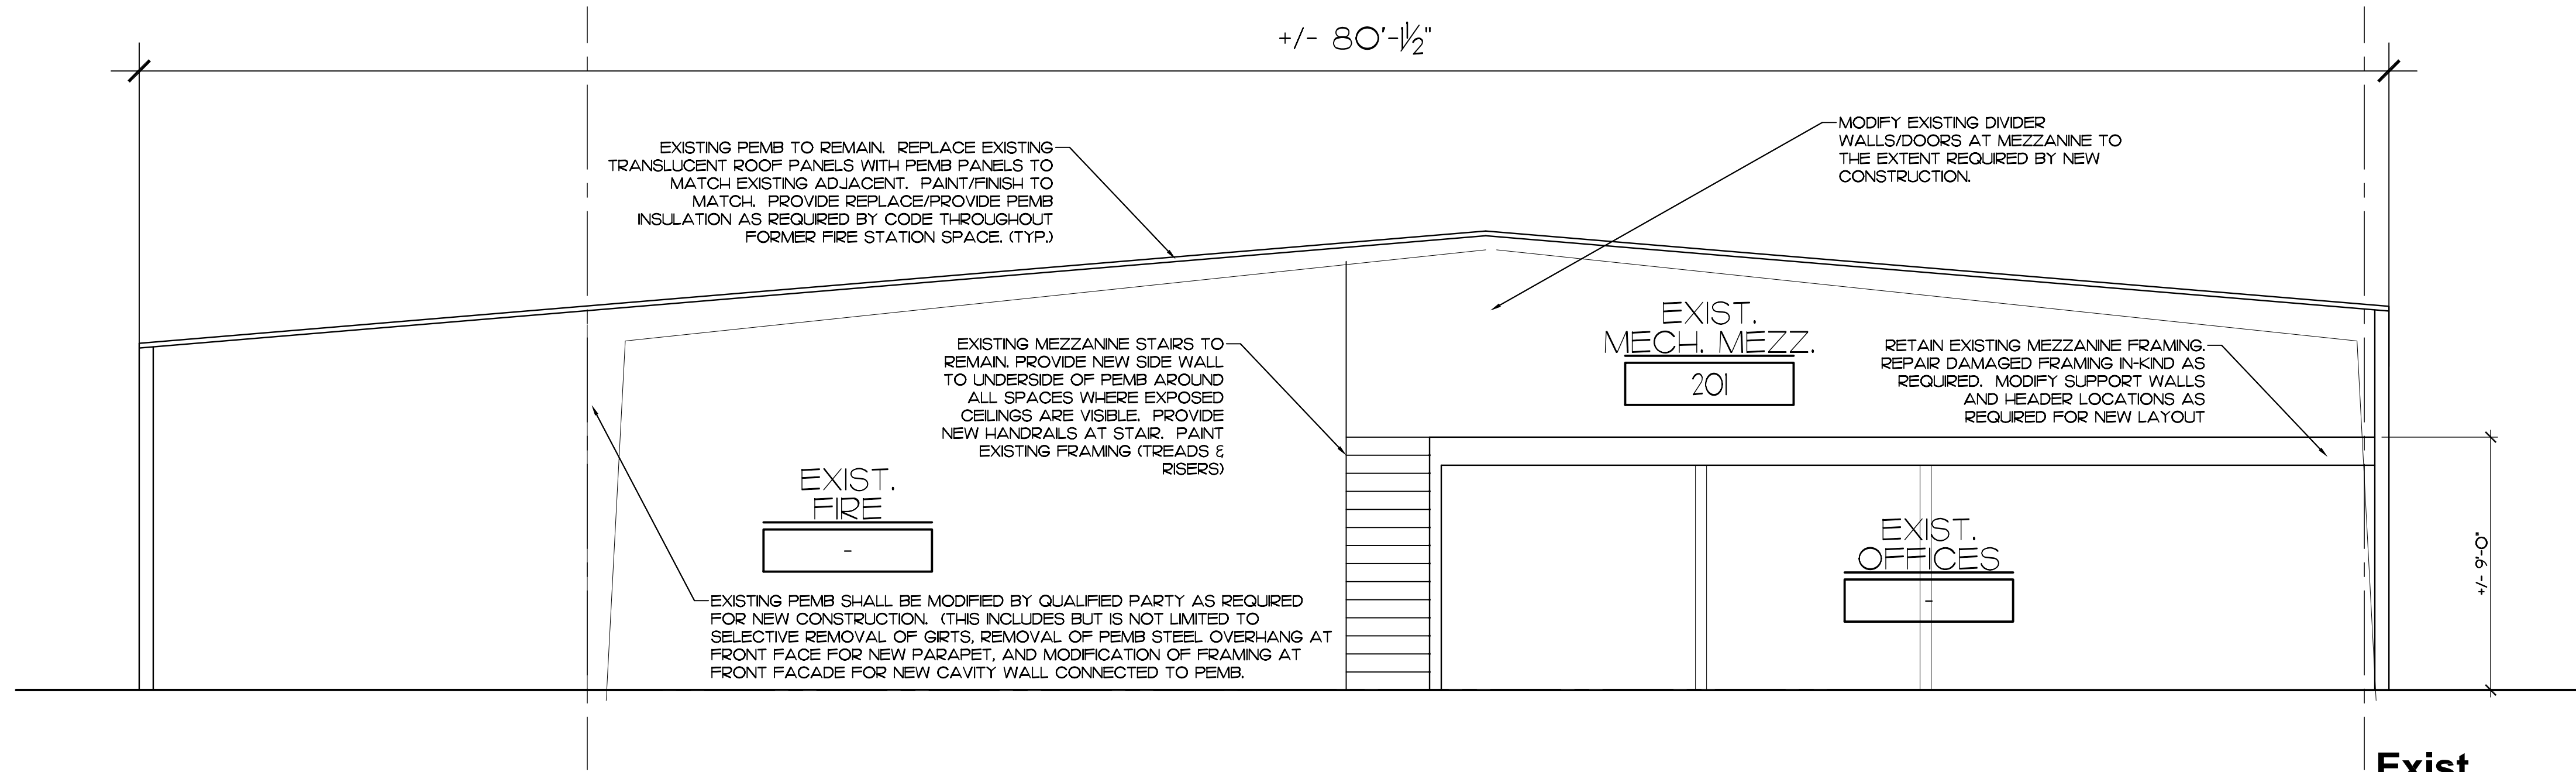 +/- 80'-1½"
EXISTING PEMB TO REMAIN. REPLACE EXISTING
TRANSLUCENT ROOF PANELS WITH PEMB PANELS TO
MATCH EXISTING ADJACENT. PAINT/FINISH TO
MATCH. PROVIDE REPLACE/PROVIDE PEMB
INSULATION AS REQUIRED BY CODE THROUGHOUT
FORMER FIRE STATION SPACE. (TYP.)
MODIFY EXISTING DIVIDER
WALLS/DOORS AT MEZZANINE TO
THE EXTENT REQUIRED BY NEW
CONSTRUCTION.
EXISTING MEZZANINE STAIRS TO
REMAIN. PROVIDE NEW SIDE WALL
TO UNDERSIDE OF PEMB AROUND
ALL SPACES WHERE EXPOSED
CEILINGS ARE VISIBLE. PROVIDE
NEW HANDRAILS AT STAIR. PAINT
EXISTING FRAMING (TREADS &
RISERS)
EXIST.
MECH. MEZZ.
201
RETAIN EXISTING MEZZANINE FRAMING.
REPAIR DAMAGED FRAMING IN-KIND AS
REQUIRED. MODIFY SUPPORT WALLS
AND HEADER LOCATIONS AS
REQUIRED FOR NEW LAYOUT
EXIST.
FIRE
-
EXIST.
OFFICES
-
+/- 9'-0"
EXISTING PEMB SHALL BE MODIFIED BY QUALIFIED PARTY AS REQUIRED
FOR NEW CONSTRUCTION. (THIS INCLUDES BUT IS NOT LIMITED TO
SELECTIVE REMOVAL OF GIRTS, REMOVAL OF PEMB STEEL OVERHANG AT
FRONT FACE FOR NEW PARAPET, AND MODIFICATION OF FRAMING AT
FRONT FACADE FOR NEW CAVITY WALL CONNECTED TO PEMB.
Exist